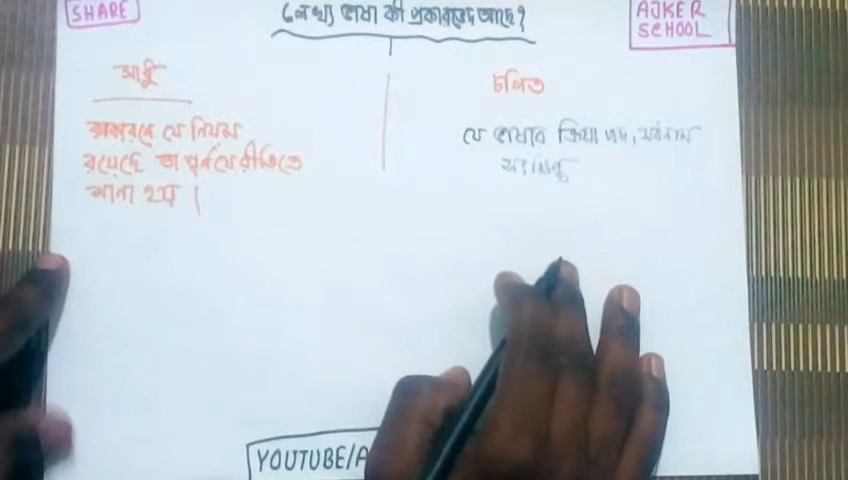 SHARE
লেখ্য ভাষা কী প্রকারভেদ আছে?
AJKER
SCHOOL
সাধু
চলিত
ব্যাকরণে যে নিয়ম
রয়েছে তা পূর্ন যে রীতিতে
মানা হয় ।
যে ভাষার ক্রিয়া পদ, সর্বনাম
সংক্ষিপ্ত
YOUTUBE/A